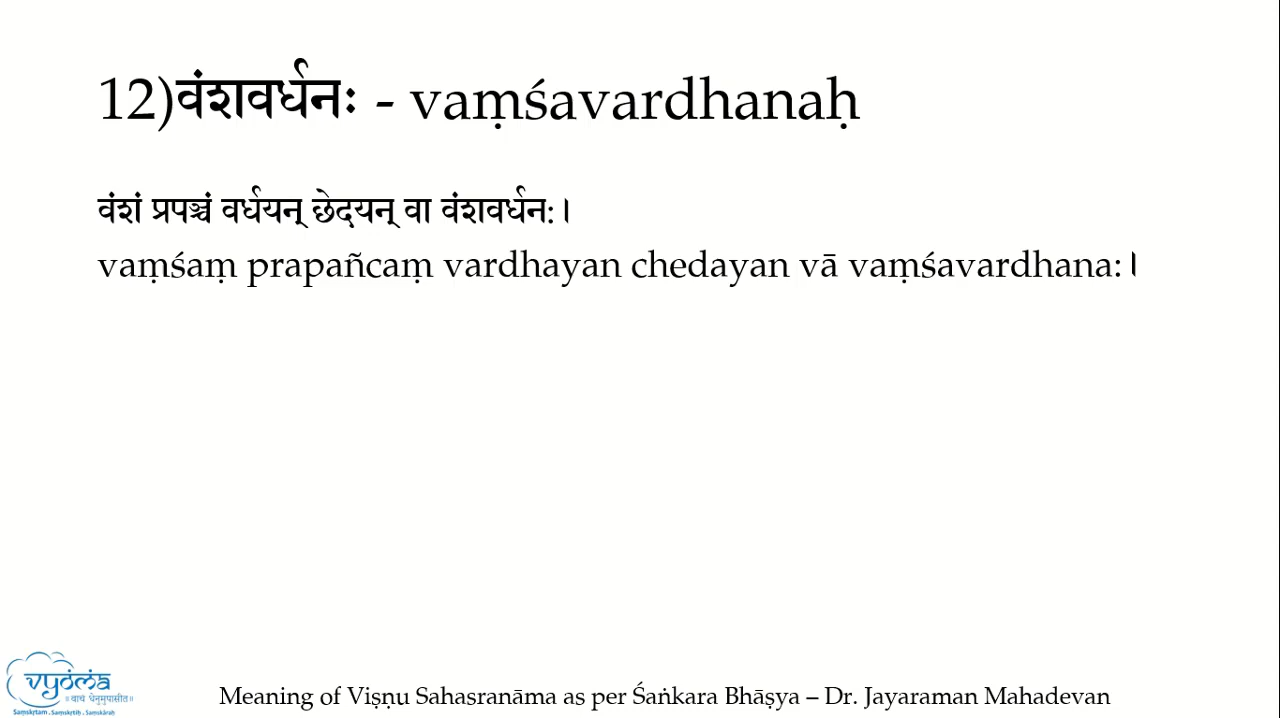 12)वंशवर्धनः - vaṃśavardhanaḥ
वंशं प्रपञ्चं वर्धयन् छेदयन् वा वंशवर्धन:।
vaṃśaṃ prapañcaṃ vardhayan chedayan vā vaṃśavardhana:।
vyoma
॥ वाचं धेनुमुपासीत॥
Saṃskṛtam . Saṃskṛtiḥ . Saṃskāraḥ
Meaning of Viṣṇu Sahasranāma as per Śaṅkara Bhāṣya – Dr. Jayaraman Mahadevan